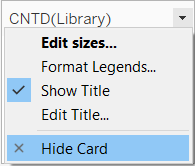 CNTD(Library)
Edit sizes...
Format Legends...
Show Title
Edit Title...
Hide Card